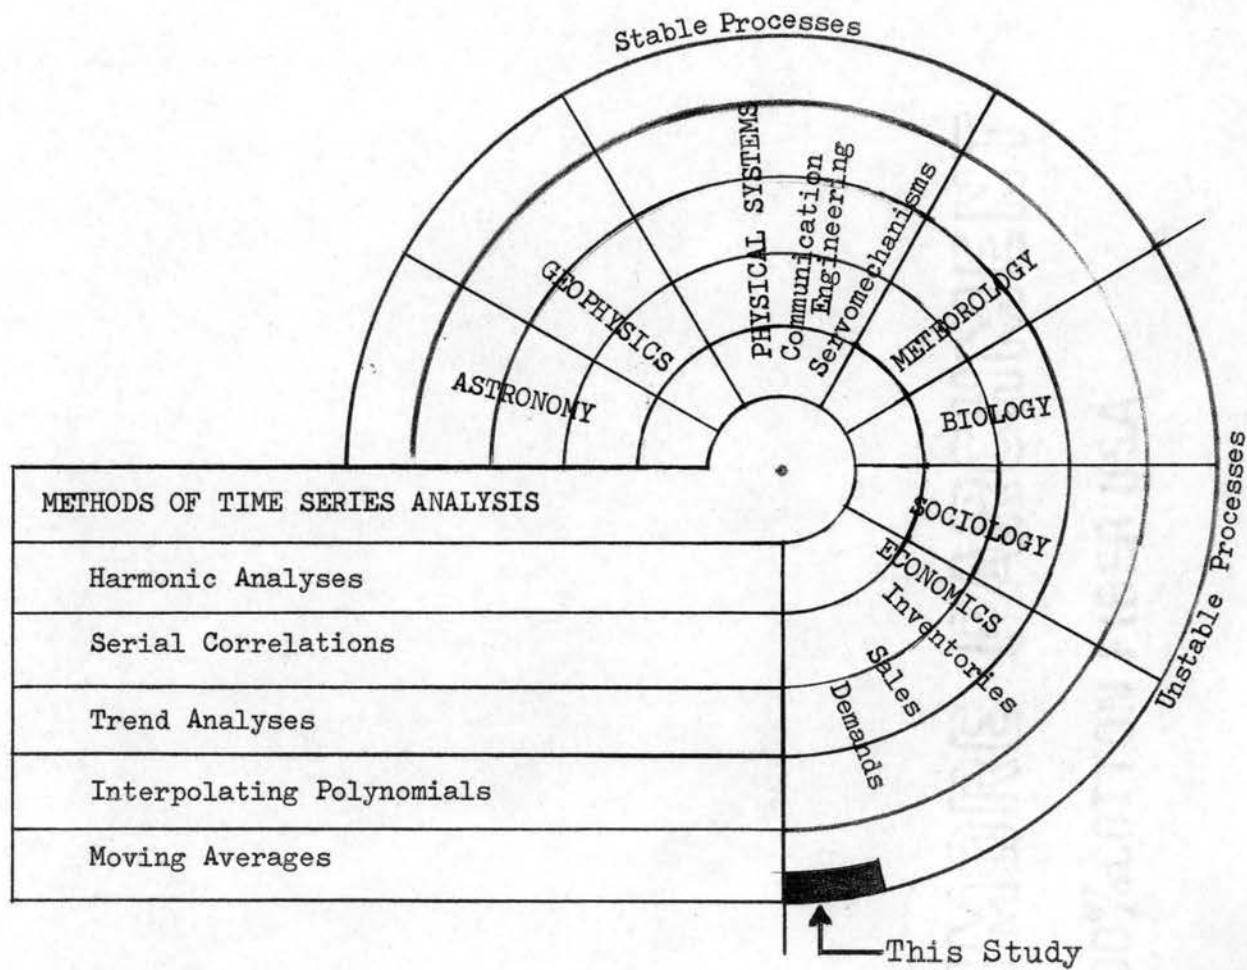 Stable Processes
PHYSICAL SYSTEMS
Communication
Engineering
Servomechanisms
GEOPHYSICS
METEOROLOGY
ASTRONOMY
BIOLOGY
METHODS OF TIME SERIES ANALYSIS
SOCIOLOGY
Unstable Processes
ECONOMICS
Harmonic Analyses
Inventories
Serial Correlations
Sales
Demands
Trend Analyses
Interpolating Polynomials
Moving Averages
This Study